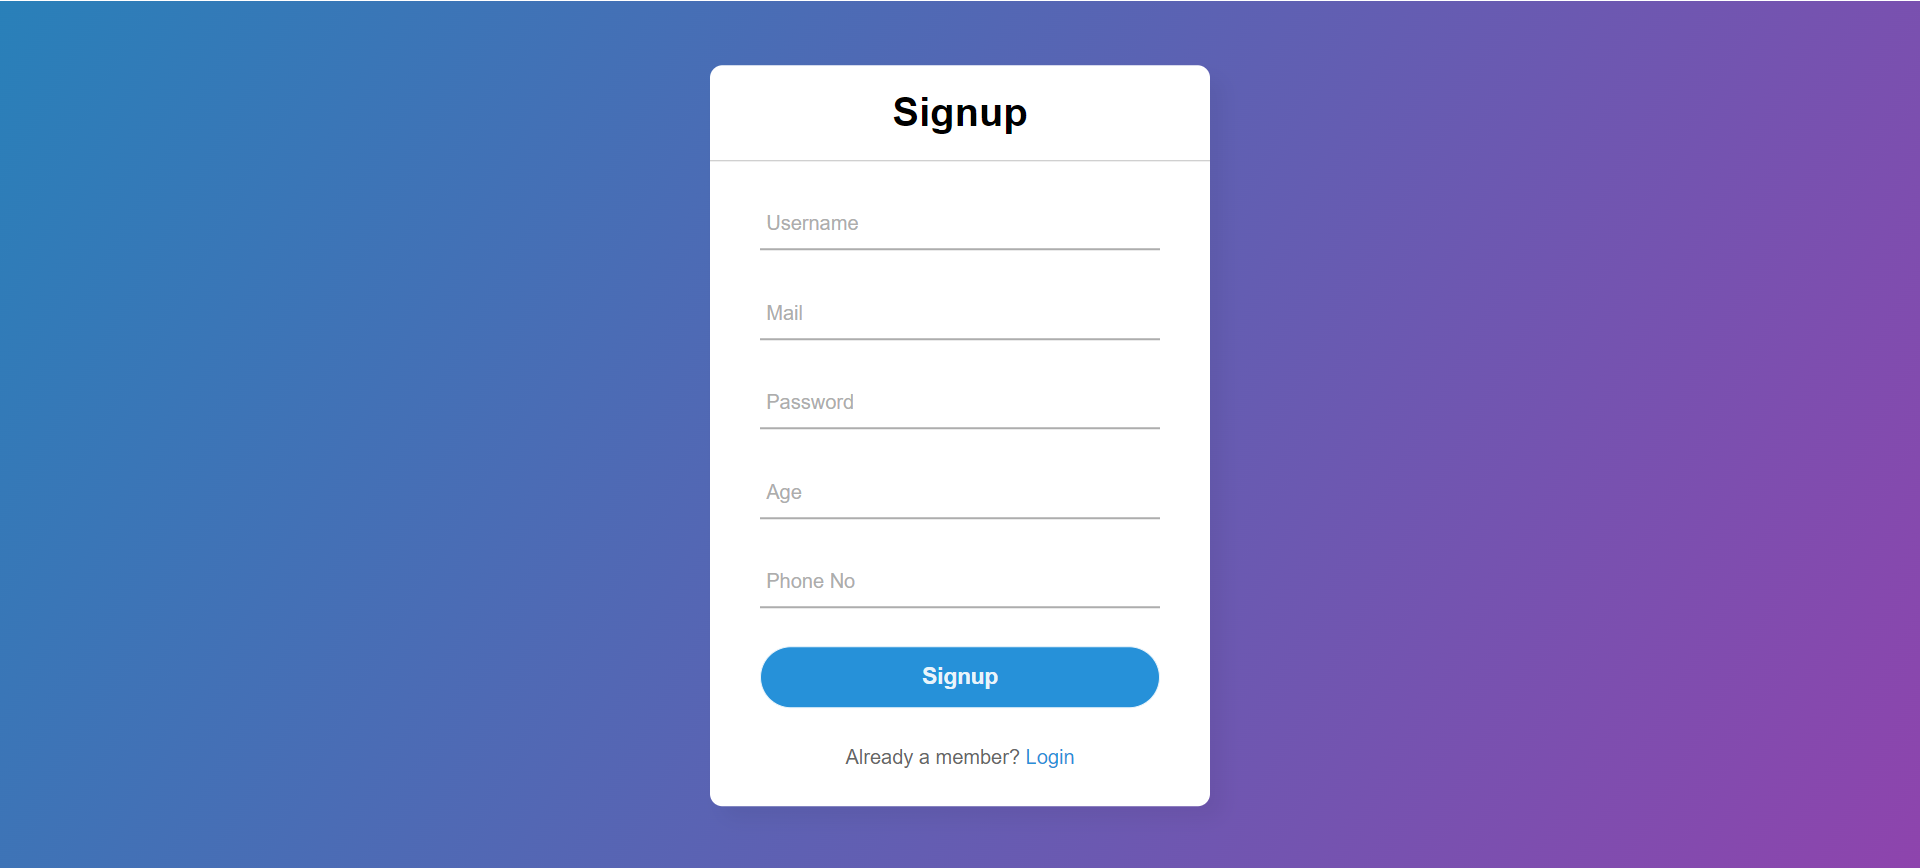 Signup
Username
Mail
Password
Age
Phone No
Signup
Already a member? Login